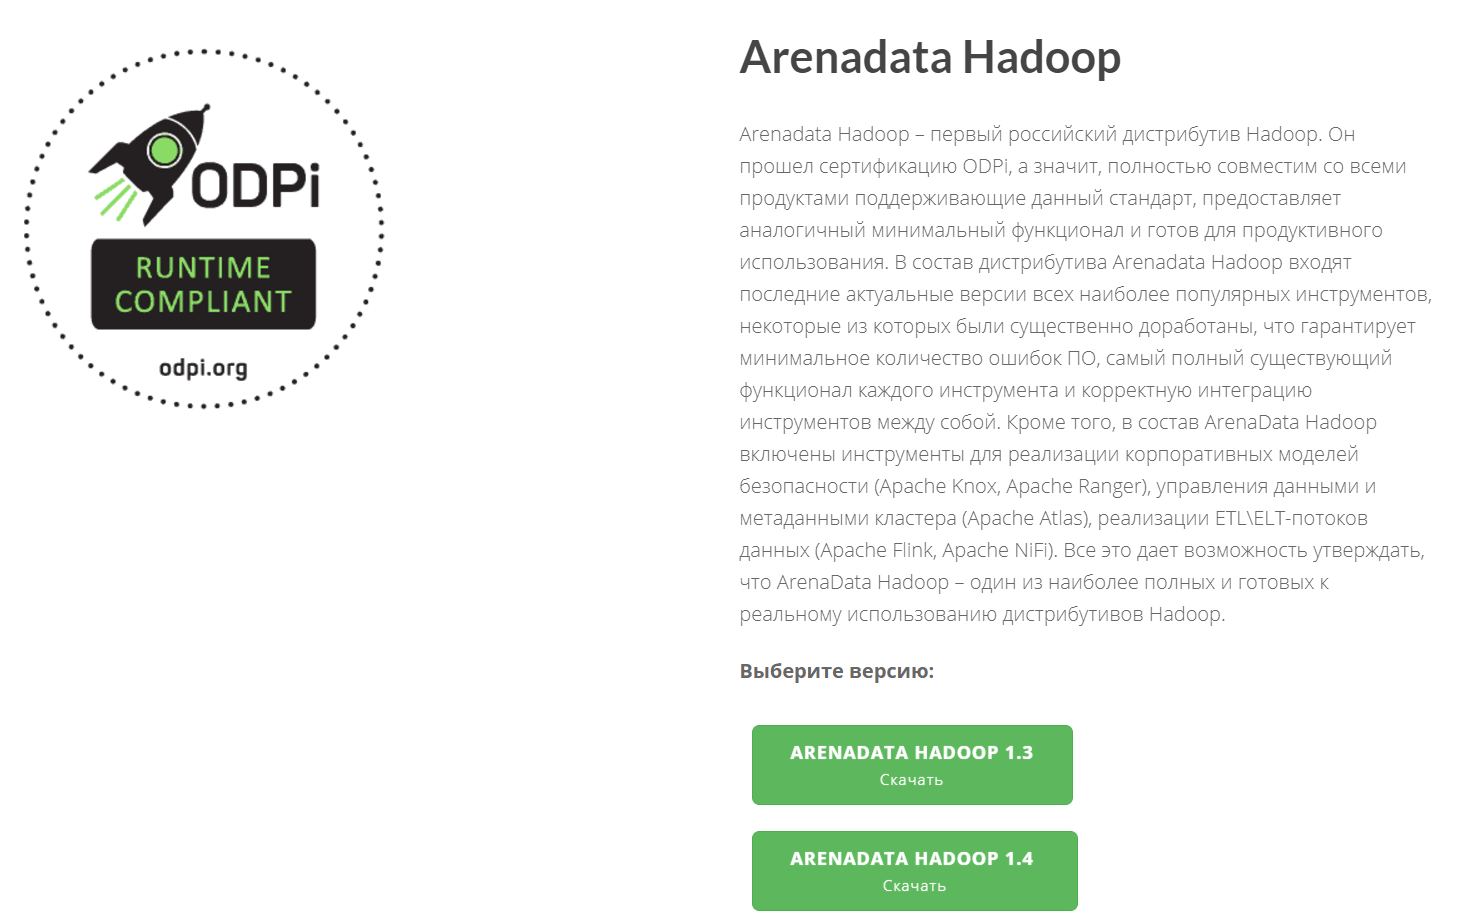 ODPi
RUNTIME
COMPLIANT
odpi.org
Arenadata Hadoop
Arenadata Hadoop – первый российский дистрибутив Hadoop. Он
прошел сертификацию ODPi, а значит, полностью совместим со всеми
продуктами поддерживающие данный стандарт, предоставляет
аналогичный минимальный функционал и готов для продуктивного
использования. В состав дистрибутива Arenadata Hadoop входят
последние актуальные версии всех наиболее популярных инструментов,
некоторые из которых были существенно доработаны, что гарантирует
минимальное количество ошибок ПО, самый полный существующий
функционал каждого инструмента и корректную интеграцию
инструментов между собой. Кроме того, в состав ArenaData Hadoop
включены инструменты для реализации корпоративных моделей
безопасности (Apache Knox, Apache Ranger), управления данными и
метаданными кластера (Apache Atlas), реализации ETL\ELT-потоков
данных (Apache Flink, Apache NiFi). Все это дает возможность утверждать,
что ArenaData Hadoop – один из наиболее полных и готовых к
реальному использованию дистрибутивов Hadoop.
Выберите версию:
ARENADATA HADOOP 1.3
Скачать
ARENADATA HADOOP 1.4
Скачать